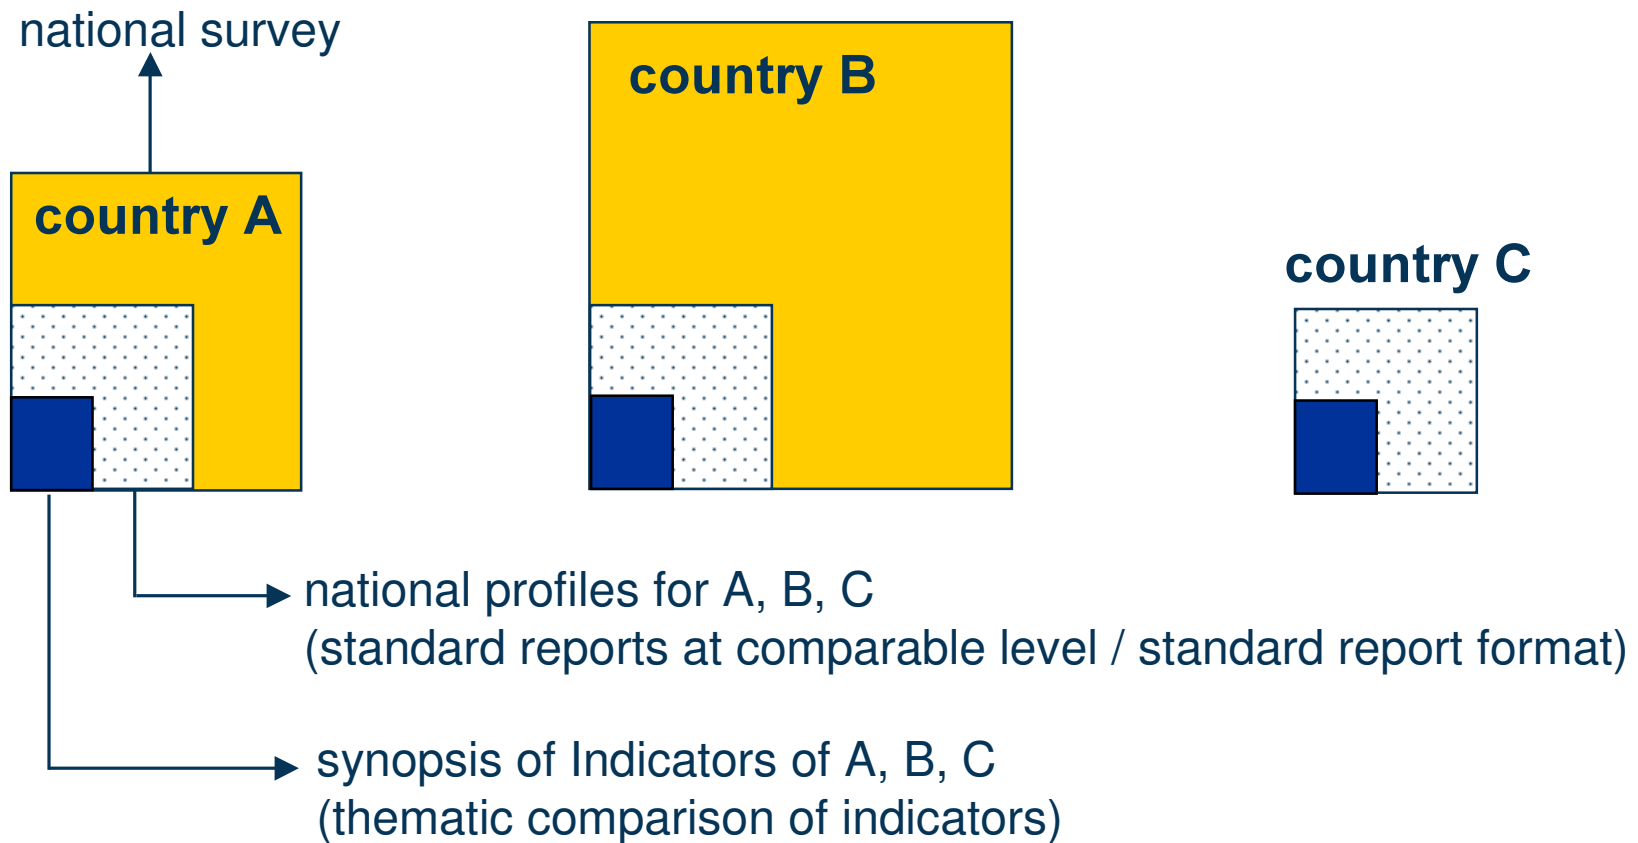 national survey
country B
country A
country C
national profiles for A, B, C
(standard reports at comparable level / standard report format)
synopsis of Indicators of A, B, C
(thematic comparison of indicators)